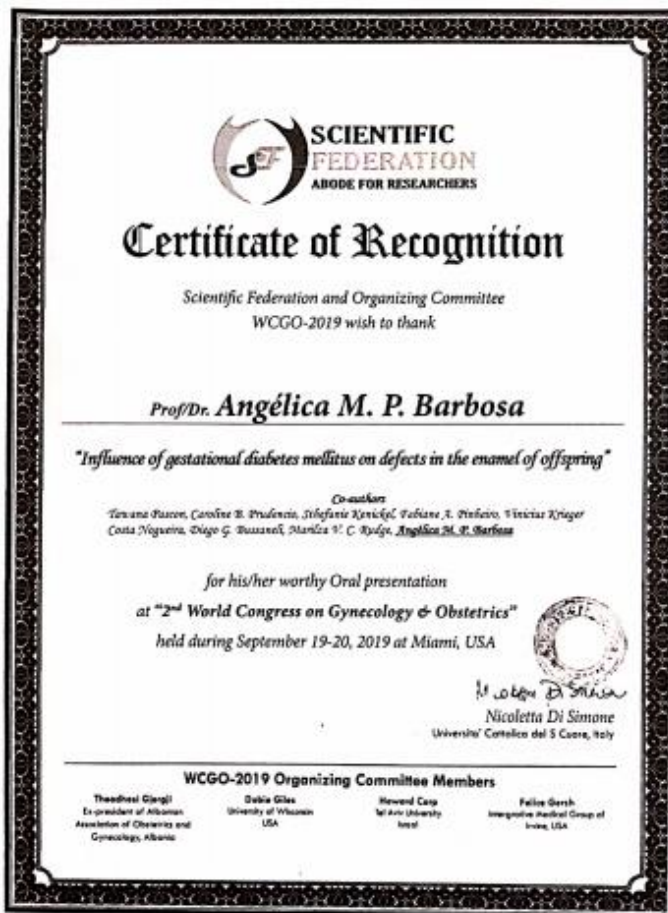 SCIENTIFIC
FEDERATION
ABODE FOR RESEARCHERS
Certificate of Recognition
Scientific Federation and Organizing Committee
WCGO-2019 wish to thank
Prof/Dr. Angélica M. P. Barbosa
"Influence of gestational diabetes mellitus on defects in the enamel of offspring"
Co-authors
Caroline B. Prudencio, Fabiane A. Pinheiro, Vinicius Krieger
Costa Nogueira, Diego G. Bussaneli, Marilza V. C. Rudge, Angélica M. P. Barbosa
for his/her worthy Oral presentation
at "2nd World Congress on Gynecology & Obstetrics"
held during September 19-20, 2019 at Miami, USA
Nicoletta Di Simone
Universita' Cattolica del S Cuore, Italy
WCGO-2019 Organizing Committee Members
Theodhosi Gjergji
Ex-president of Albanian
Association of Obstetrics and
Gynecology, Albania
Dobie Giles
University of Wisconsin
USA
Howard Carp
Tel Aviv University
Israel
Felice Gersh
Integrative Medical Group of
Irvine, USA